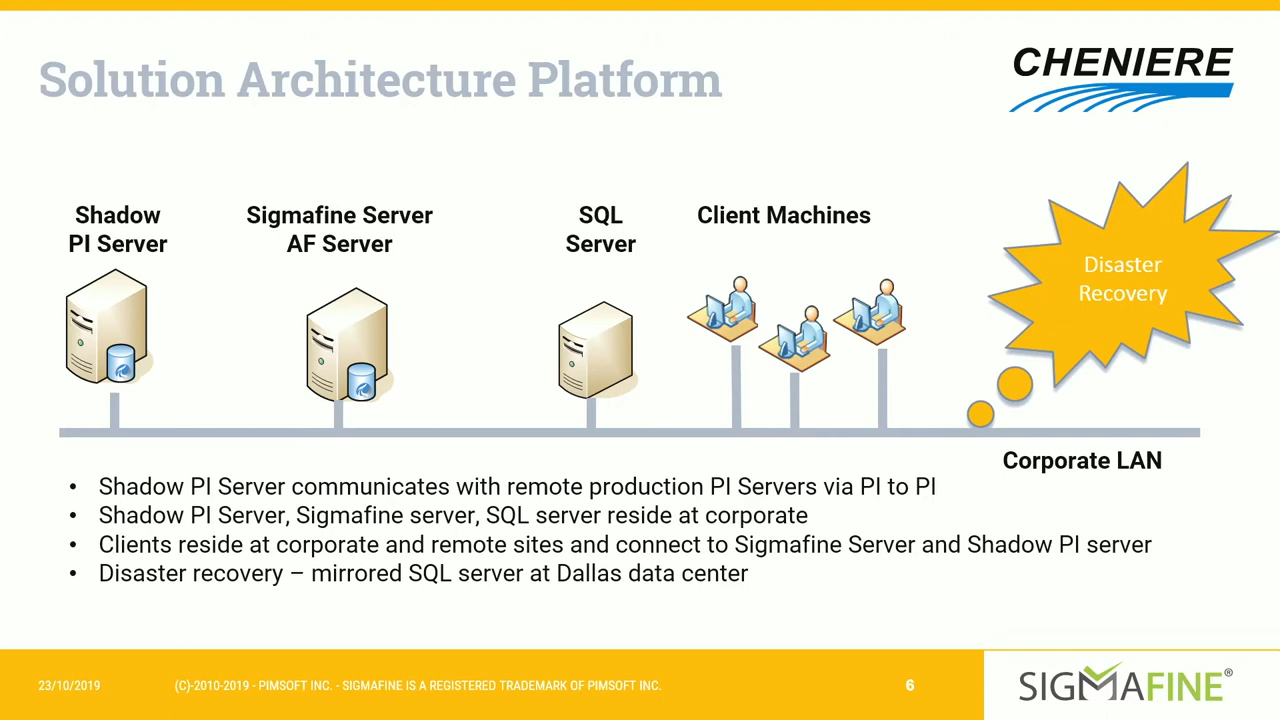 Solution Architecture Platform
CHENIERE
Shadow
PI Server
Sigmafine Server
AF Server
SQL
Server
Client Machines
Disaster
Recovery
Corporate LAN
• Shadow PI Server communicates with remote production PI Servers via PI to PI
• Shadow PI Server, Sigmafine server, SQL server reside at corporate
• Clients reside at corporate and remote sites and connect to Sigmafine Server and Shadow PI server
• Disaster recovery – mirrored SQL server at Dallas data center
23/10/2019
(C)-2010-2019 - PIMSOFT INC. - SIGMAFINE IS A REGISTERED TRADEMARK OF PIMSOFT INC.
6
SIGMAFINE®